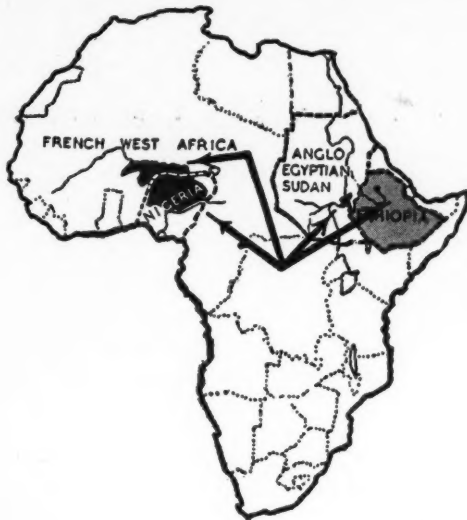 FRENCH WEST AFRICA
ANGLO
EGYPTIAN
SUDAN
NIGERIA
ETHIOPIA